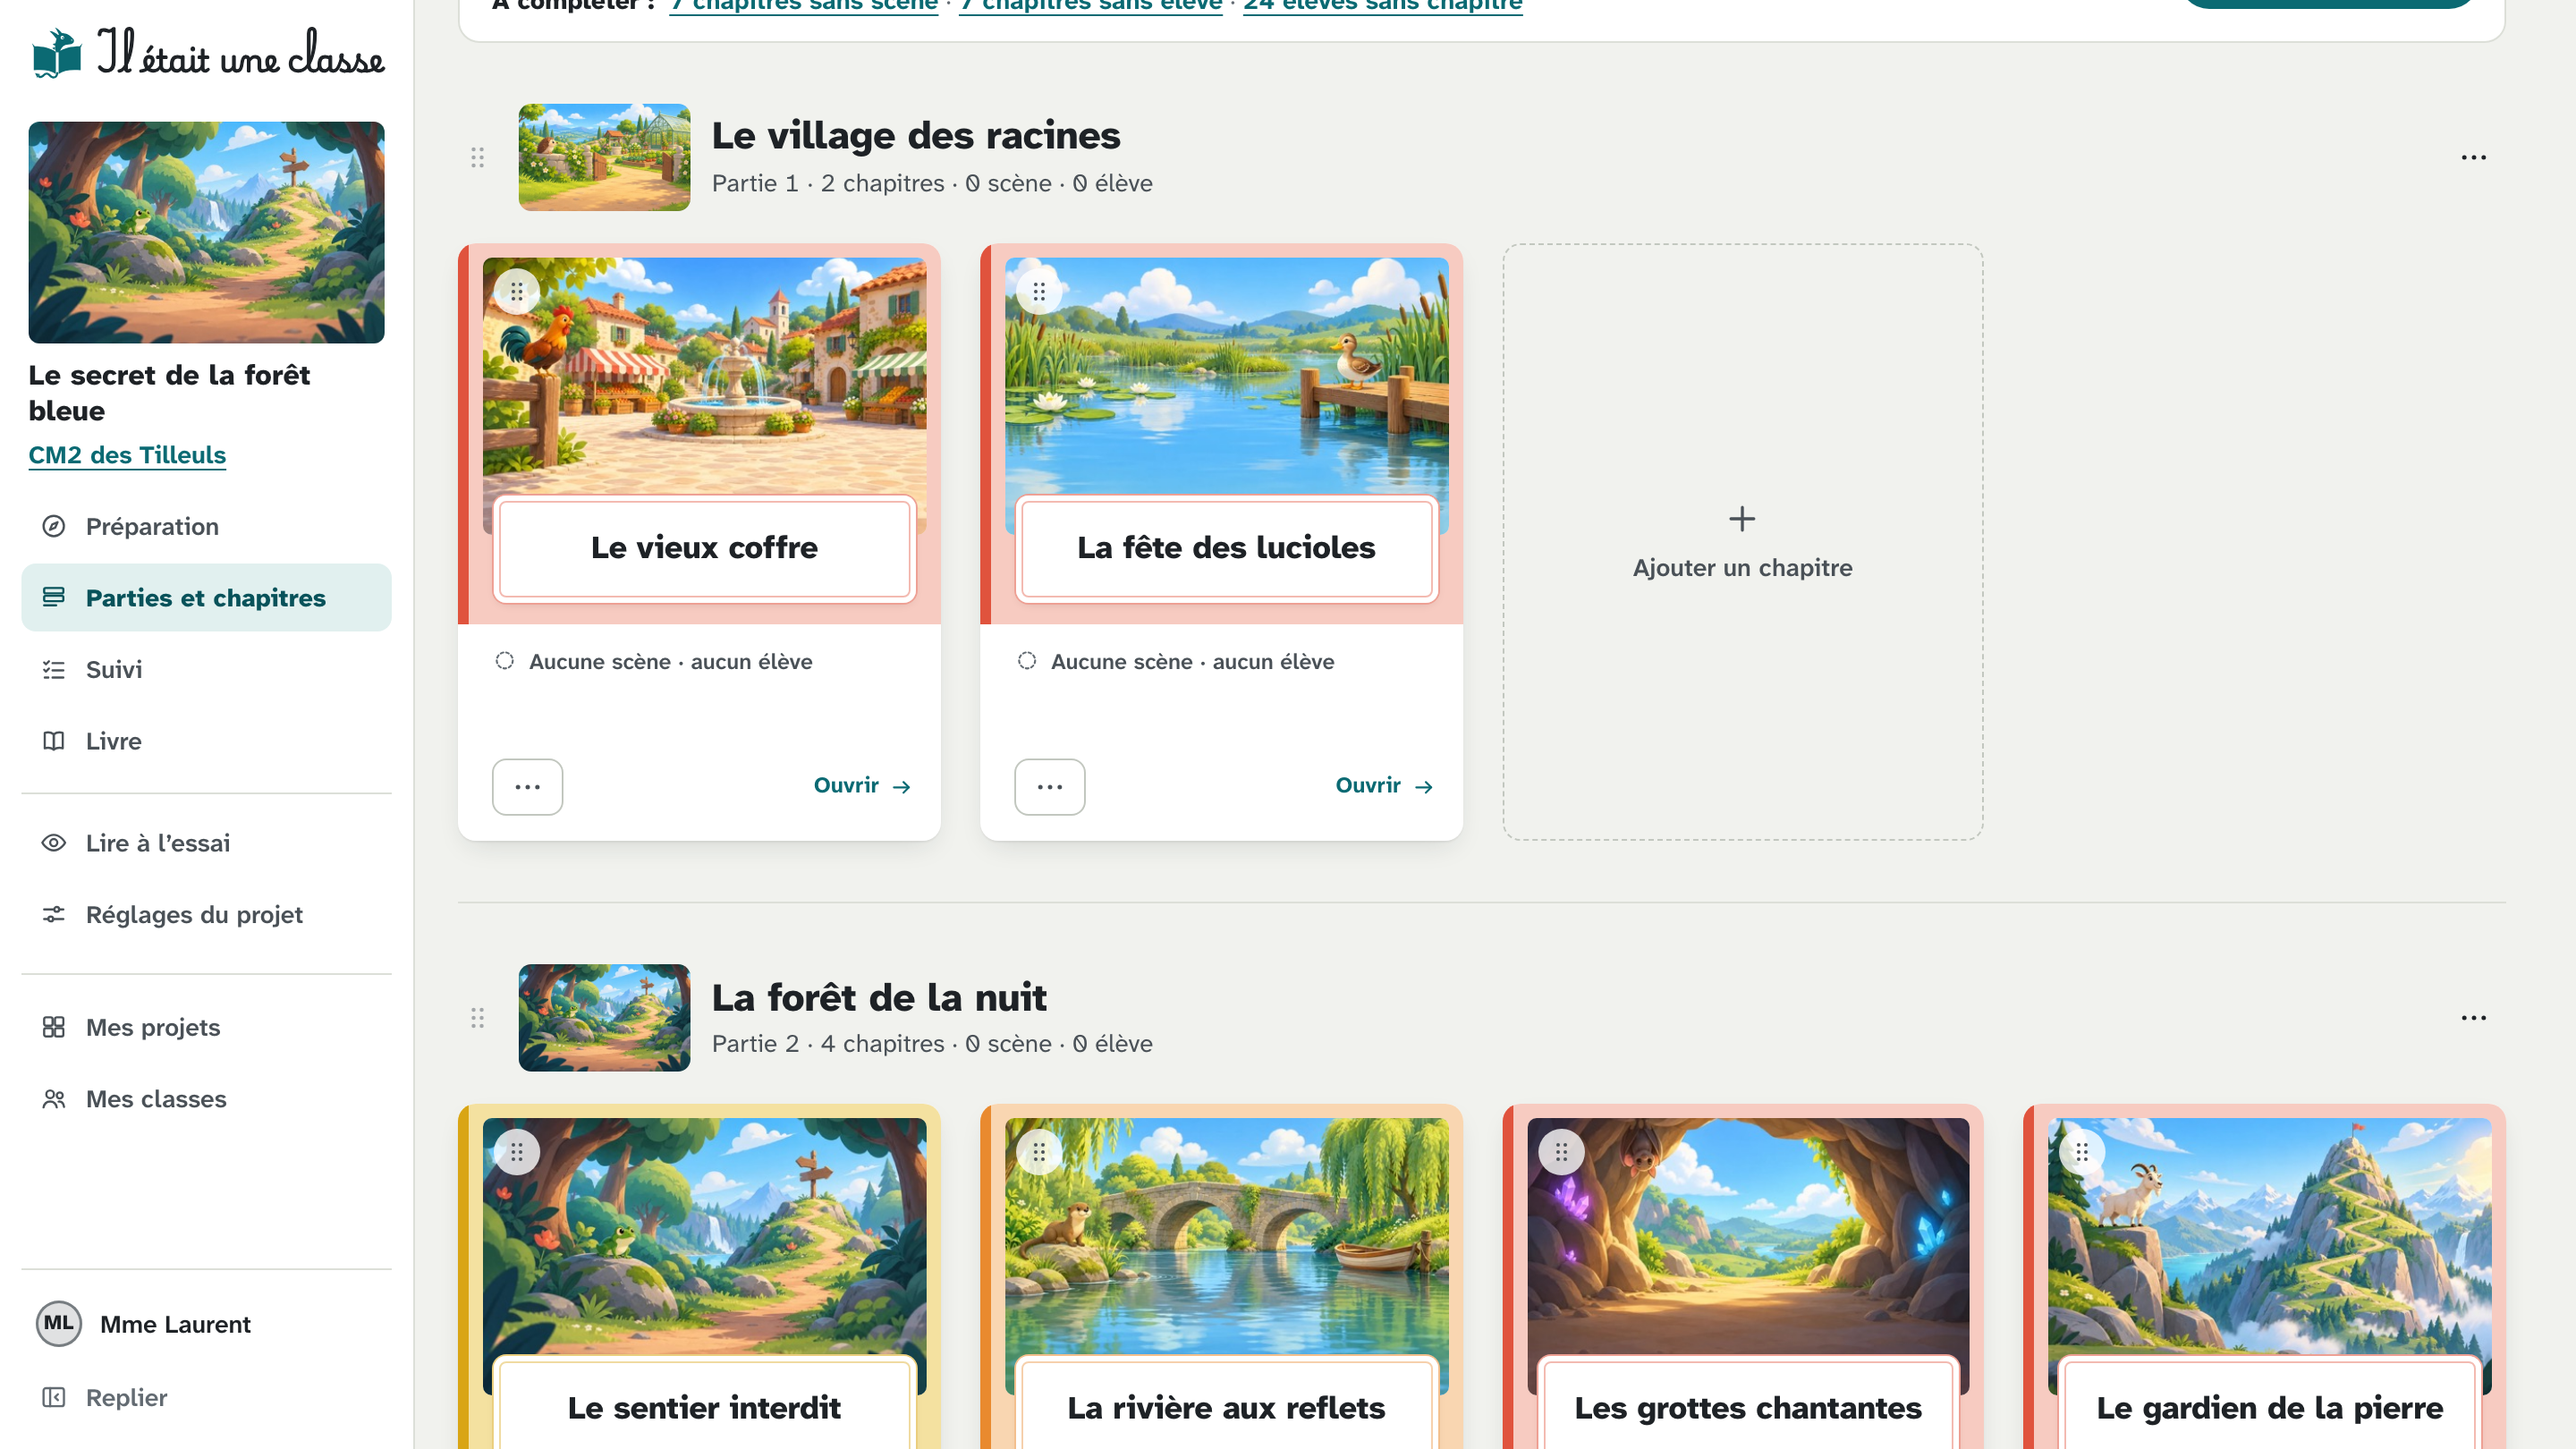 Il était une classe
Le secret de la forêt
bleue
CM2 des Tilleuls
Préparation
Parties et chapitres
Suivi
Livre
Lire à l’essai
Réglages du projet
Mes projets
Mes classes
ML Mme Laurent
Replier
À compléter : 7 chapitres sans scène · 7 chapitres sans élève · 24 élèves sans chapitre
Le village des racines
Partie 1 · 2 chapitres · 0 scène · 0 élève
Le vieux coffre
Aucune scène · aucun élève
Ouvrir →
La fête des lucioles
Aucune scène · aucun élève
Ouvrir →
Ajouter un chapitre
La forêt de la nuit
Partie 2 · 4 chapitres · 0 scène · 0 élève
Le sentier interdit
La rivière aux reflets
Les grottes chantantes
Le gardien de la pierre